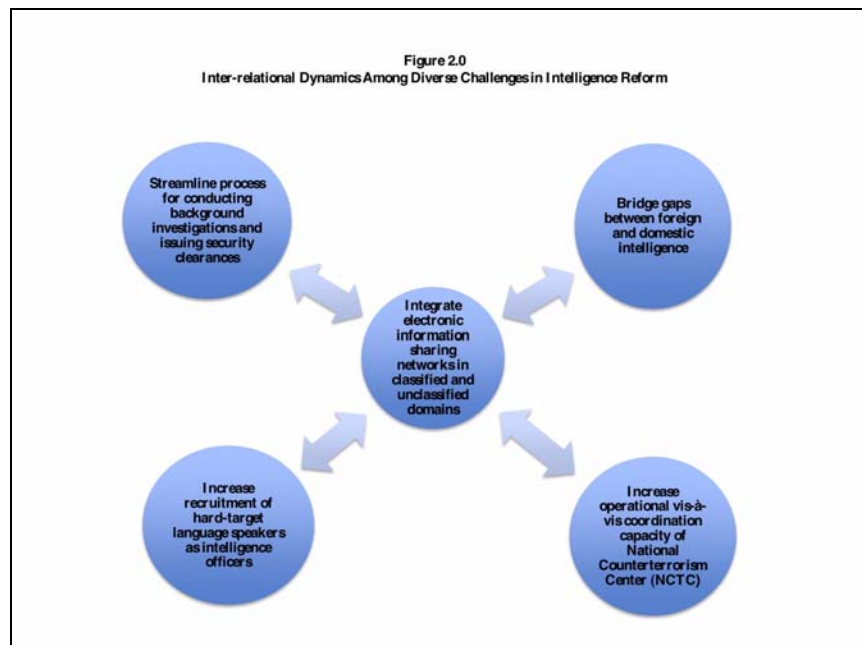 Figure 2.0
Inter-relational Dynamics Among Diverse Challenges in Intelligence Reform
Streamline process
for conducting
background
investigations and
issuing security
clearances
Bridge gaps
between foreign
and domestic
intelligence
Integrate
electronic
information
sharing
networks in
classified and
unclassified
domains
Increase
recruitment of
hard-target
language speakers
as intelligence
officers
Increase
operational vis-à-
vis coordination
capacity of
National
Counterterrorism
Center (NCTC)